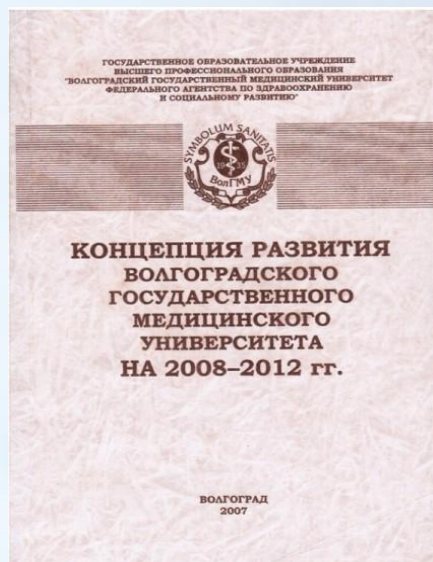 ГОСУДАРСТВЕННОЕ ОБРАЗОВАТЕЛЬНОЕ УЧРЕЖДЕНИЕ
ВЫСШЕГО ПРОФЕССИОНАЛЬНОГО ОБРАЗОВАНИЯ
"ВОЛГОГРАДСКИЙ ГОСУДАРСТВЕННЫЙ МЕДИЦИНСКИЙ УНИВЕРСИТЕТ
ФЕДЕРАЛЬНОГО АГЕНТСТВА ПО ЗДРАВООХРАНЕНИЮ
И СОЦИАЛЬНОМУ РАЗВИТИЮ"
SYMBOLUM SANITATIS
1935
ВолГМУ
КОНЦЕПЦИЯ РАЗВИТИЯ
ВОЛГОГРАДСКОГО
ГОСУДАРСТВЕННОГО
МЕДИЦИНСКОГО
УНИВЕРСИТЕТА
НА 2008–2012 гг.
ВОЛГОГРАД
2007